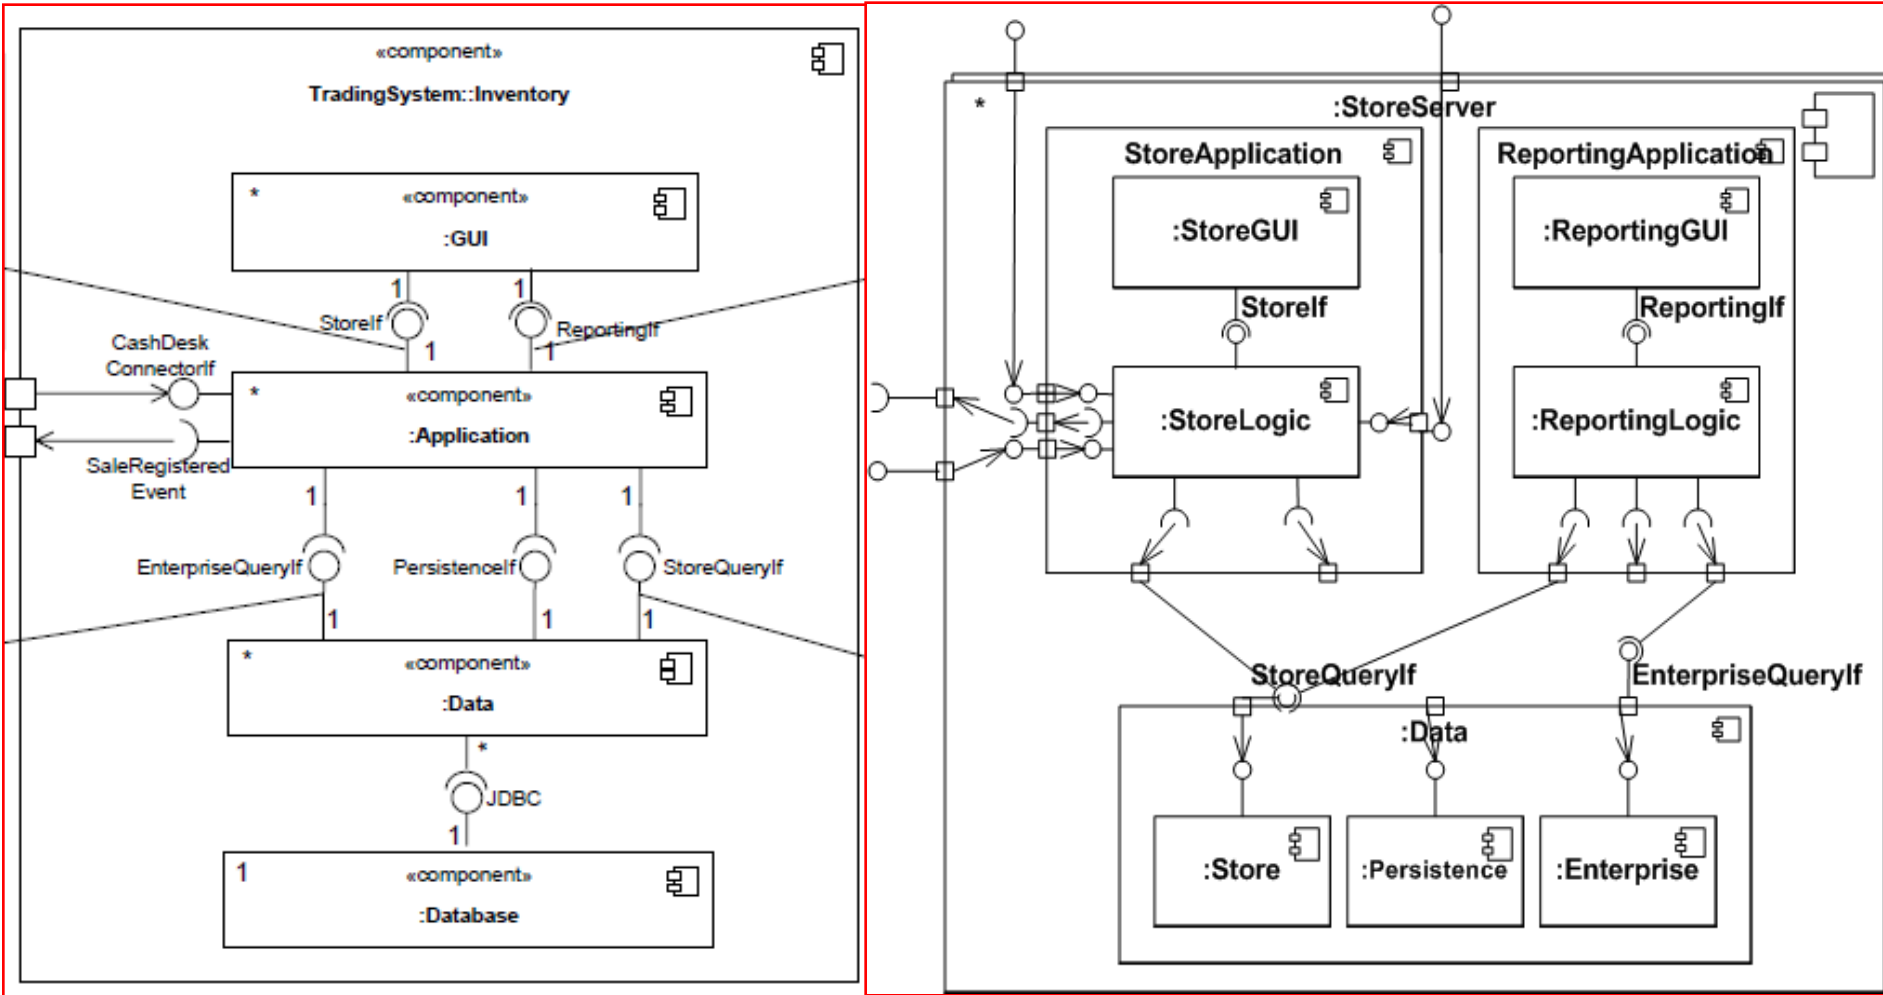 «component»
TradingSystem::Inventory
*
«component»
:GUI
1
1
StoreIf
ReportingIf
1
1
CashDesk
ConnectorIf
*
«component»
:Application
SaleRegistered
Event
1
1
1
EnterpriseQueryIf
PersistenceIf
StoreQueryIf
1
1
1
*
«component»
:Data
*
JDBC
1
1
«component»
:Database
*
:StoreServer
StoreApplication
ReportingApplication
:StoreGUI
:ReportingGUI
StoreIf
ReportingIf
:StoreLogic
:ReportingLogic
StoreQueryIf
EnterpriseQueryIf
:Data
:Store
:Persistence
:Enterprise